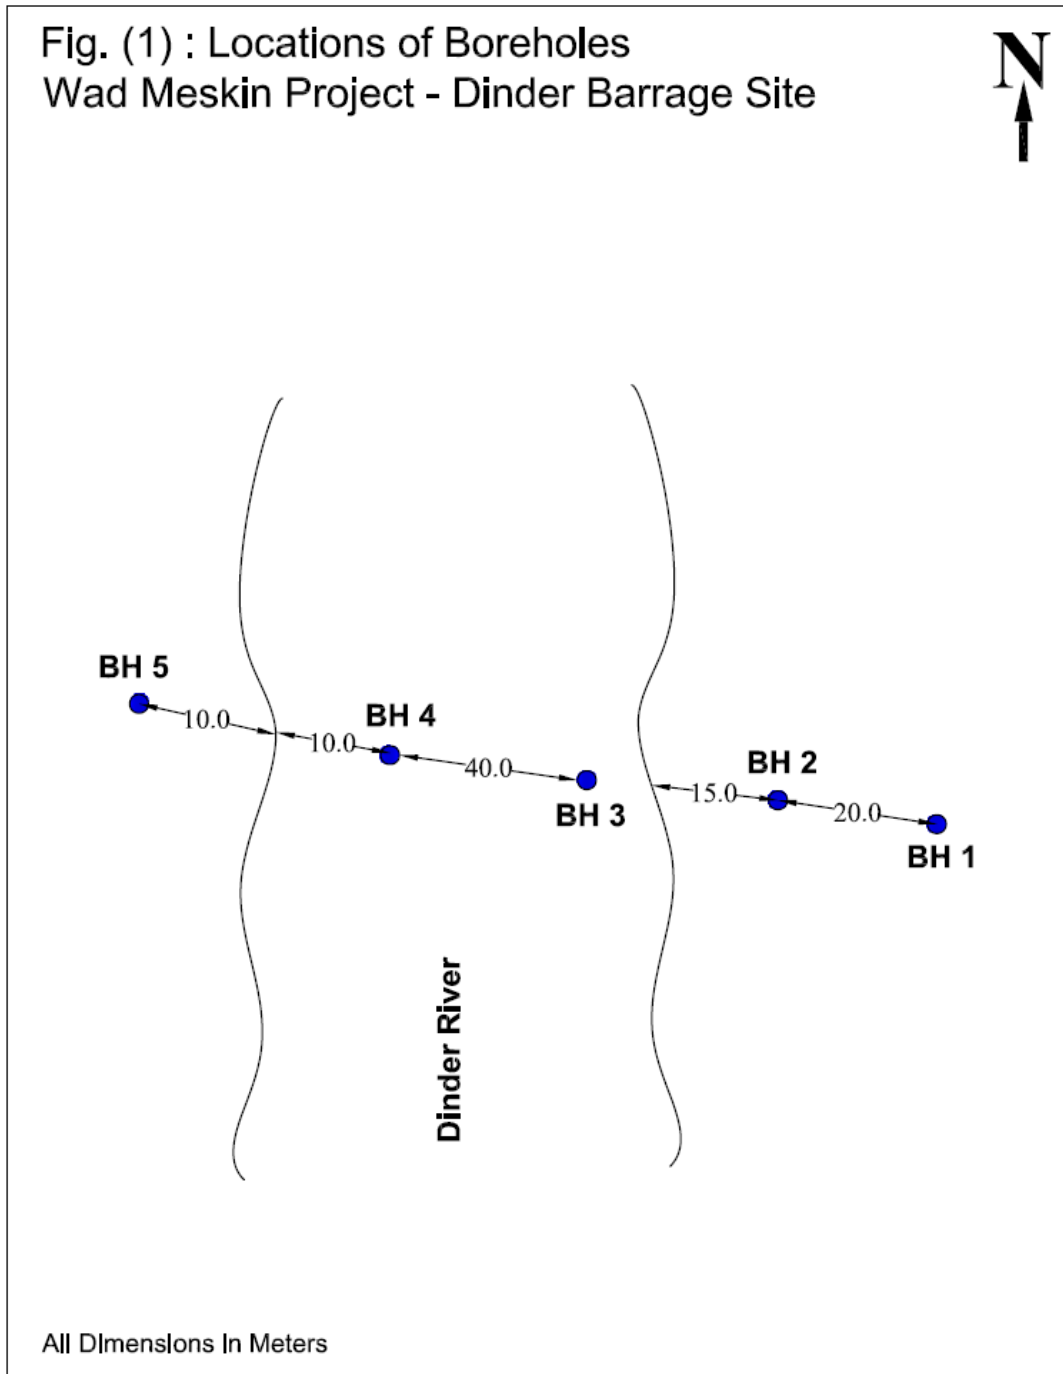 Fig. (1) : Locations of Boreholes
Wad Meskin Project - Dinder Barrage Site
N
BH 5
10.0
10.0
BH 4
40.0
BH 3
15.0
BH 2
20.0
BH 1
Dinder River
All Dimensions In Meters